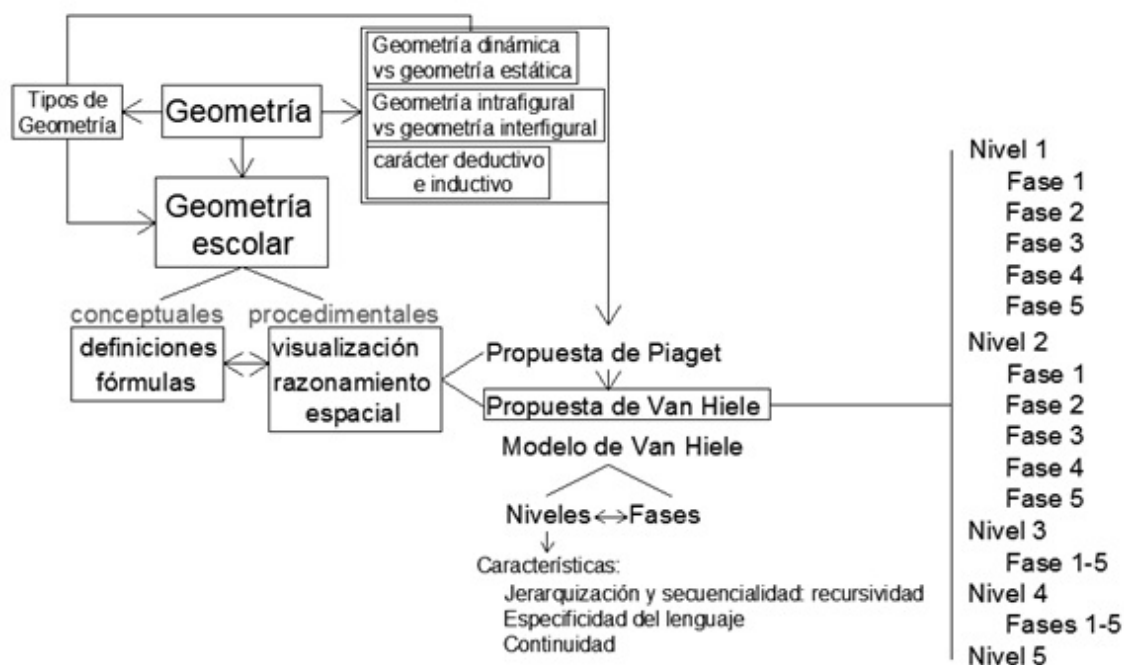 Geometría dinámica
vs geometría estática
Tipos de
Geometría
Geometría
Geometría intrafigural
vs geometría interfigural
carácter deductivo
e inductivo
Geometría
escolar
conceptuales
procedimentales
definiciones
fórmulas
visualización
razonamiento
espacial
Propuesta de Piaget
Propuesta de Van Hiele
Modelo de Van Hiele
Niveles
Fases
Características:
Jerarquización y secuencialidad: recursividad
Especificidad del lenguaje
Continuidad
Nivel 1
Fase 1
Fase 2
Fase 3
Fase 4
Fase 5
Nivel 2
Fase 1
Fase 2
Fase 3
Fase 4
Fase 5
Nivel 3
Fase 1-5
Nivel 4
Fases 1-5
Nivel 5